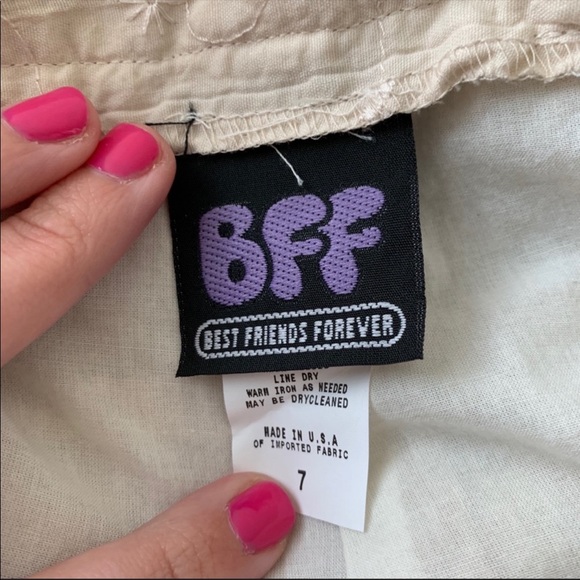 BFF
BEST FRIENDS FOREVER
LINE DRY
WARM IRON AS NEEDED
MAY BE DRYCLEANED
MADE IN U.S.A
OF IMPORTED FABRIC
7